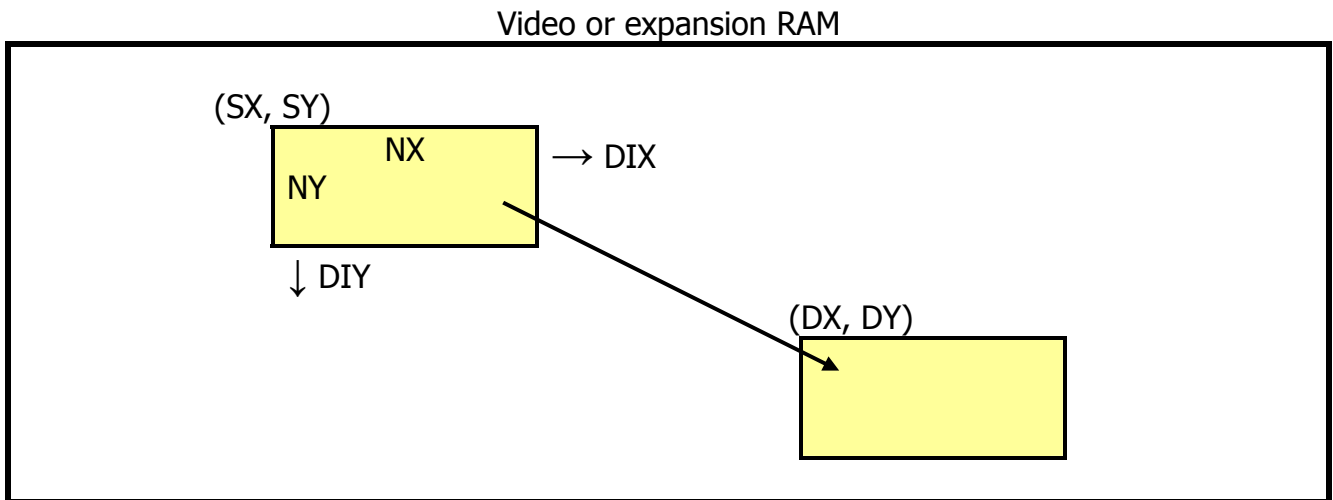 Video or expansion RAM
(SX, SY)
NX
→ DIX
NY
↓ DIY
(DX, DY)